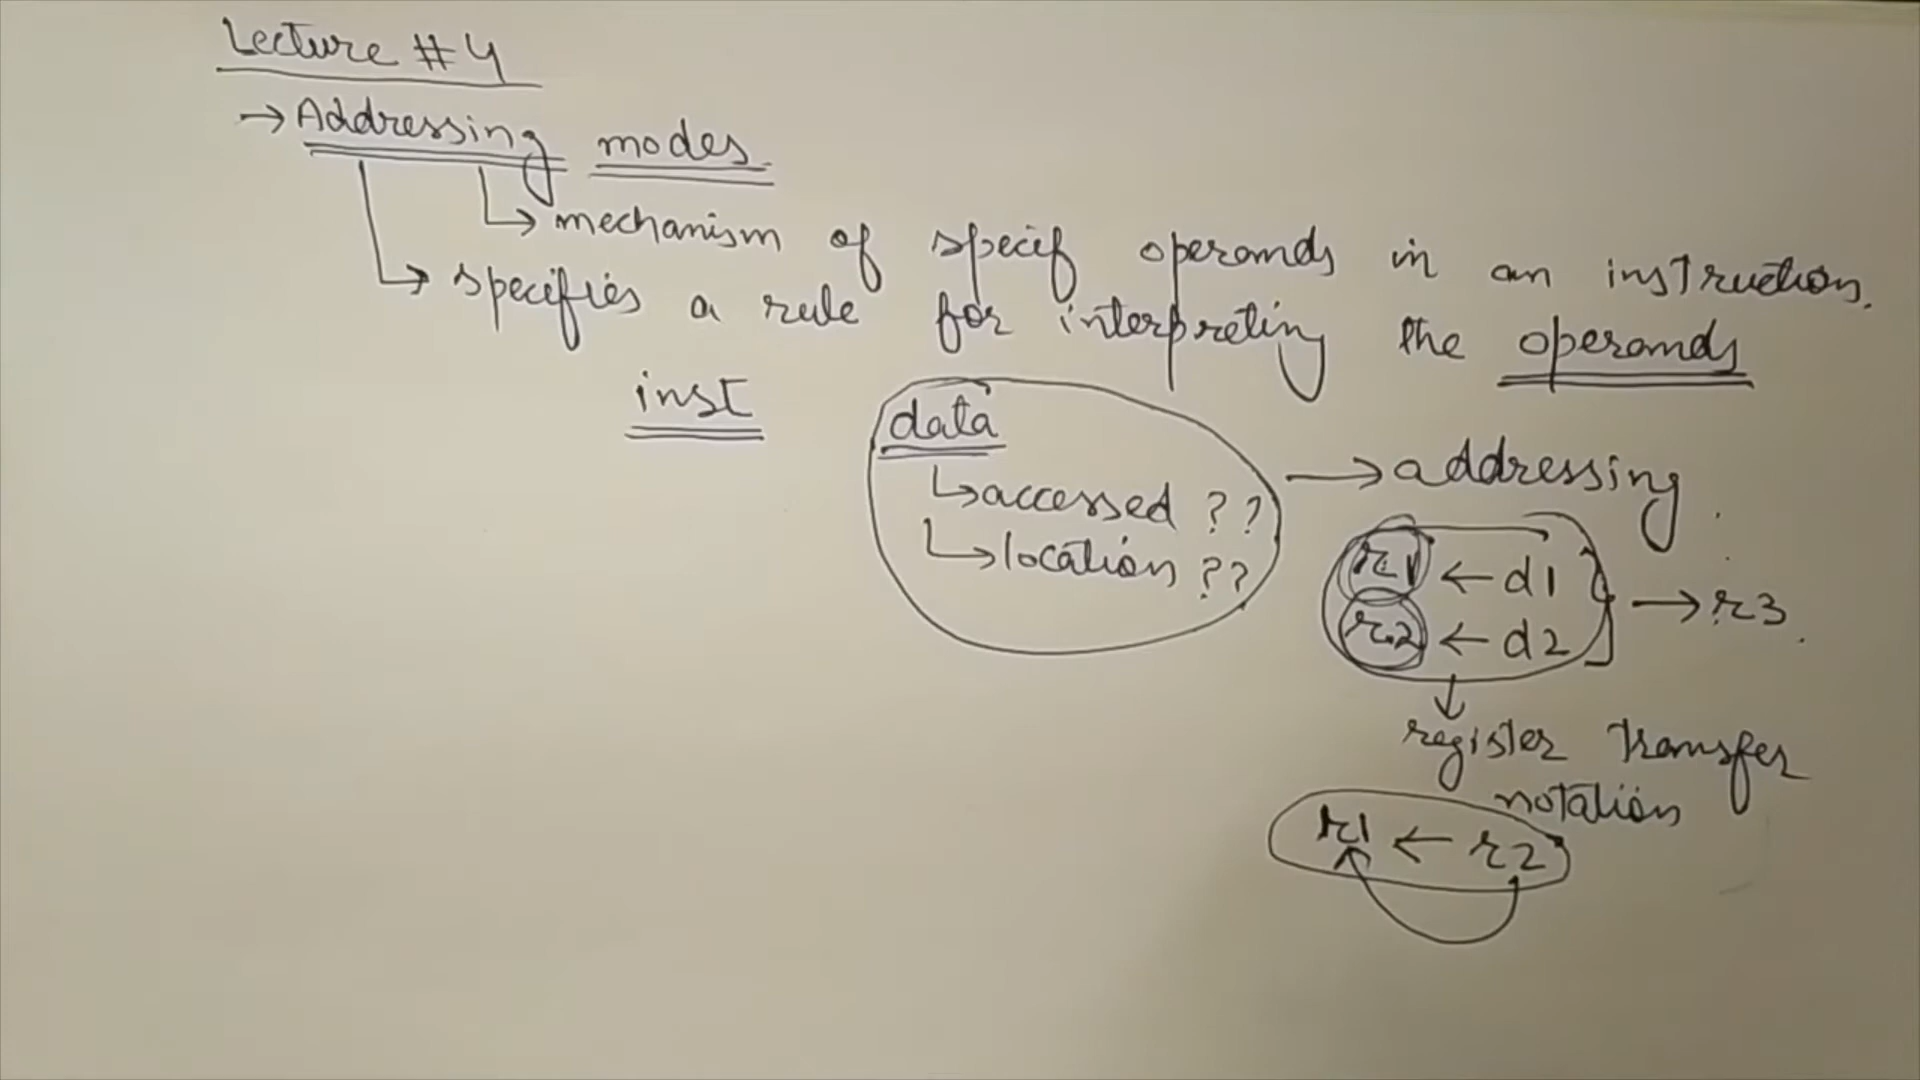 Lecture #4
→ Addressing modes
↳ mechanism of specif operands in an instruction.
↳ specifies a rule for interpreting the operands
inst
data
↳ accessed ??
↳ location ??
→ addressing
r1 ← d1
r2 ← d2
→ r3
↓
register transfer
notation
r1 ← r2